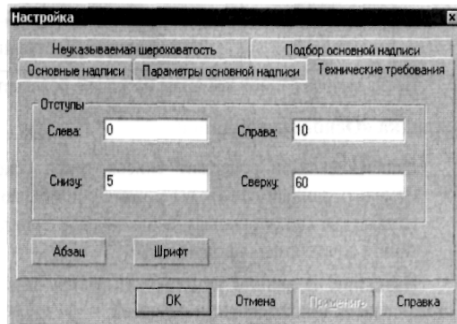 Настройка
Неуказываемая шероховатость Подбор основной надписи
Основные надписи Параметры основной надписи Технические требования
Отступы
Слева: 0 Справа: 10
Снизу: 5 Сверху: 60
Абзац Шрифт
OK Отмена Применить Справка